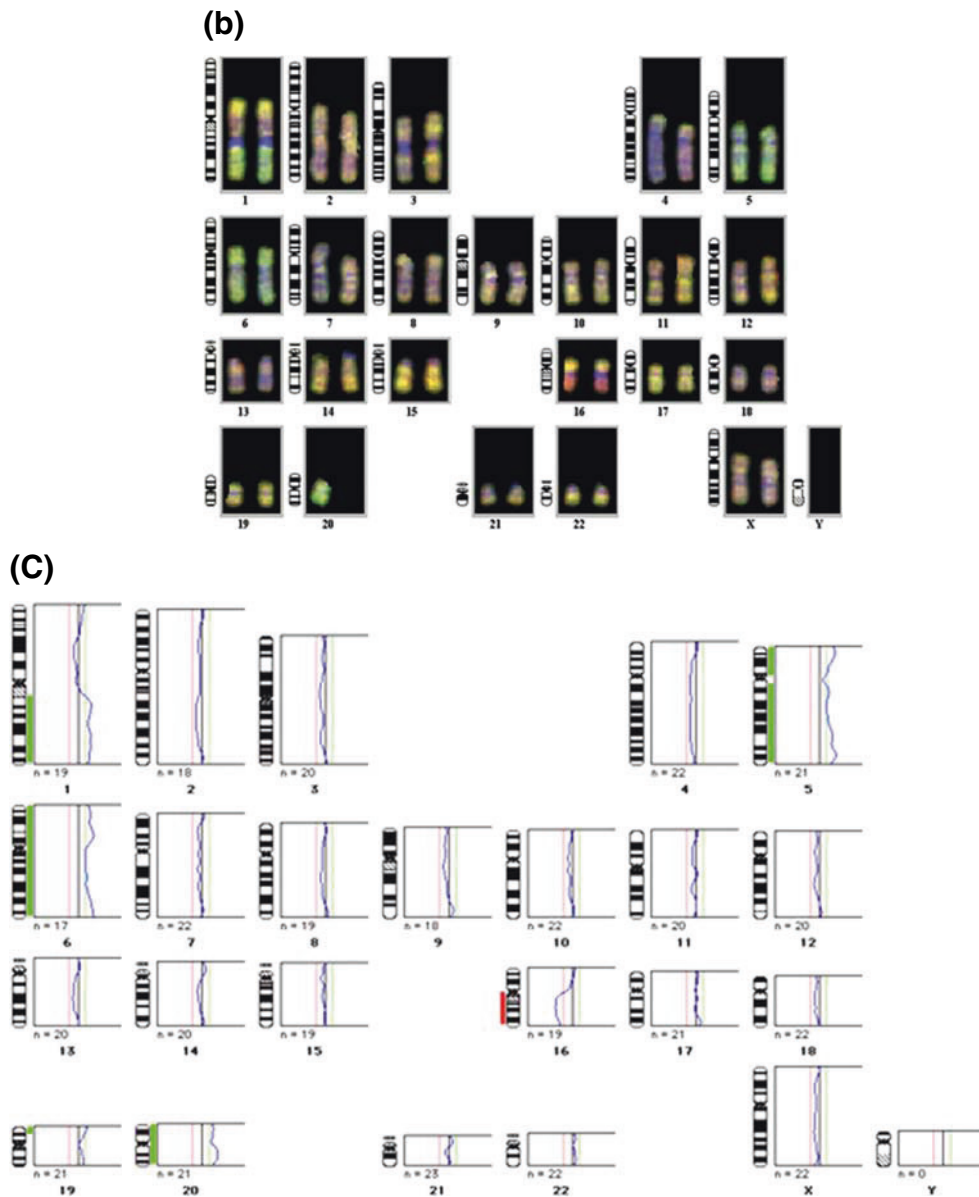 (b)
1 2 3 4 5
6 7 8 9 10 11 12
13 14 15 16 17 18
19 20 21 22 X Y
(C)
n = 19 n = 18 n = 20 n = 22 n = 21
1 2 3 4 5
n = 17 n = 22 n = 19 n = 18 n = 22 n = 20 n = 20
6 7 8 9 10 11 12
n = 20 n = 20 n = 19 n = 19 n = 21 n = 22
13 14 15 16 17 18
n = 21 n = 21 n = 23 n = 22 n = 22 n = 0
19 20 21 22 X Y